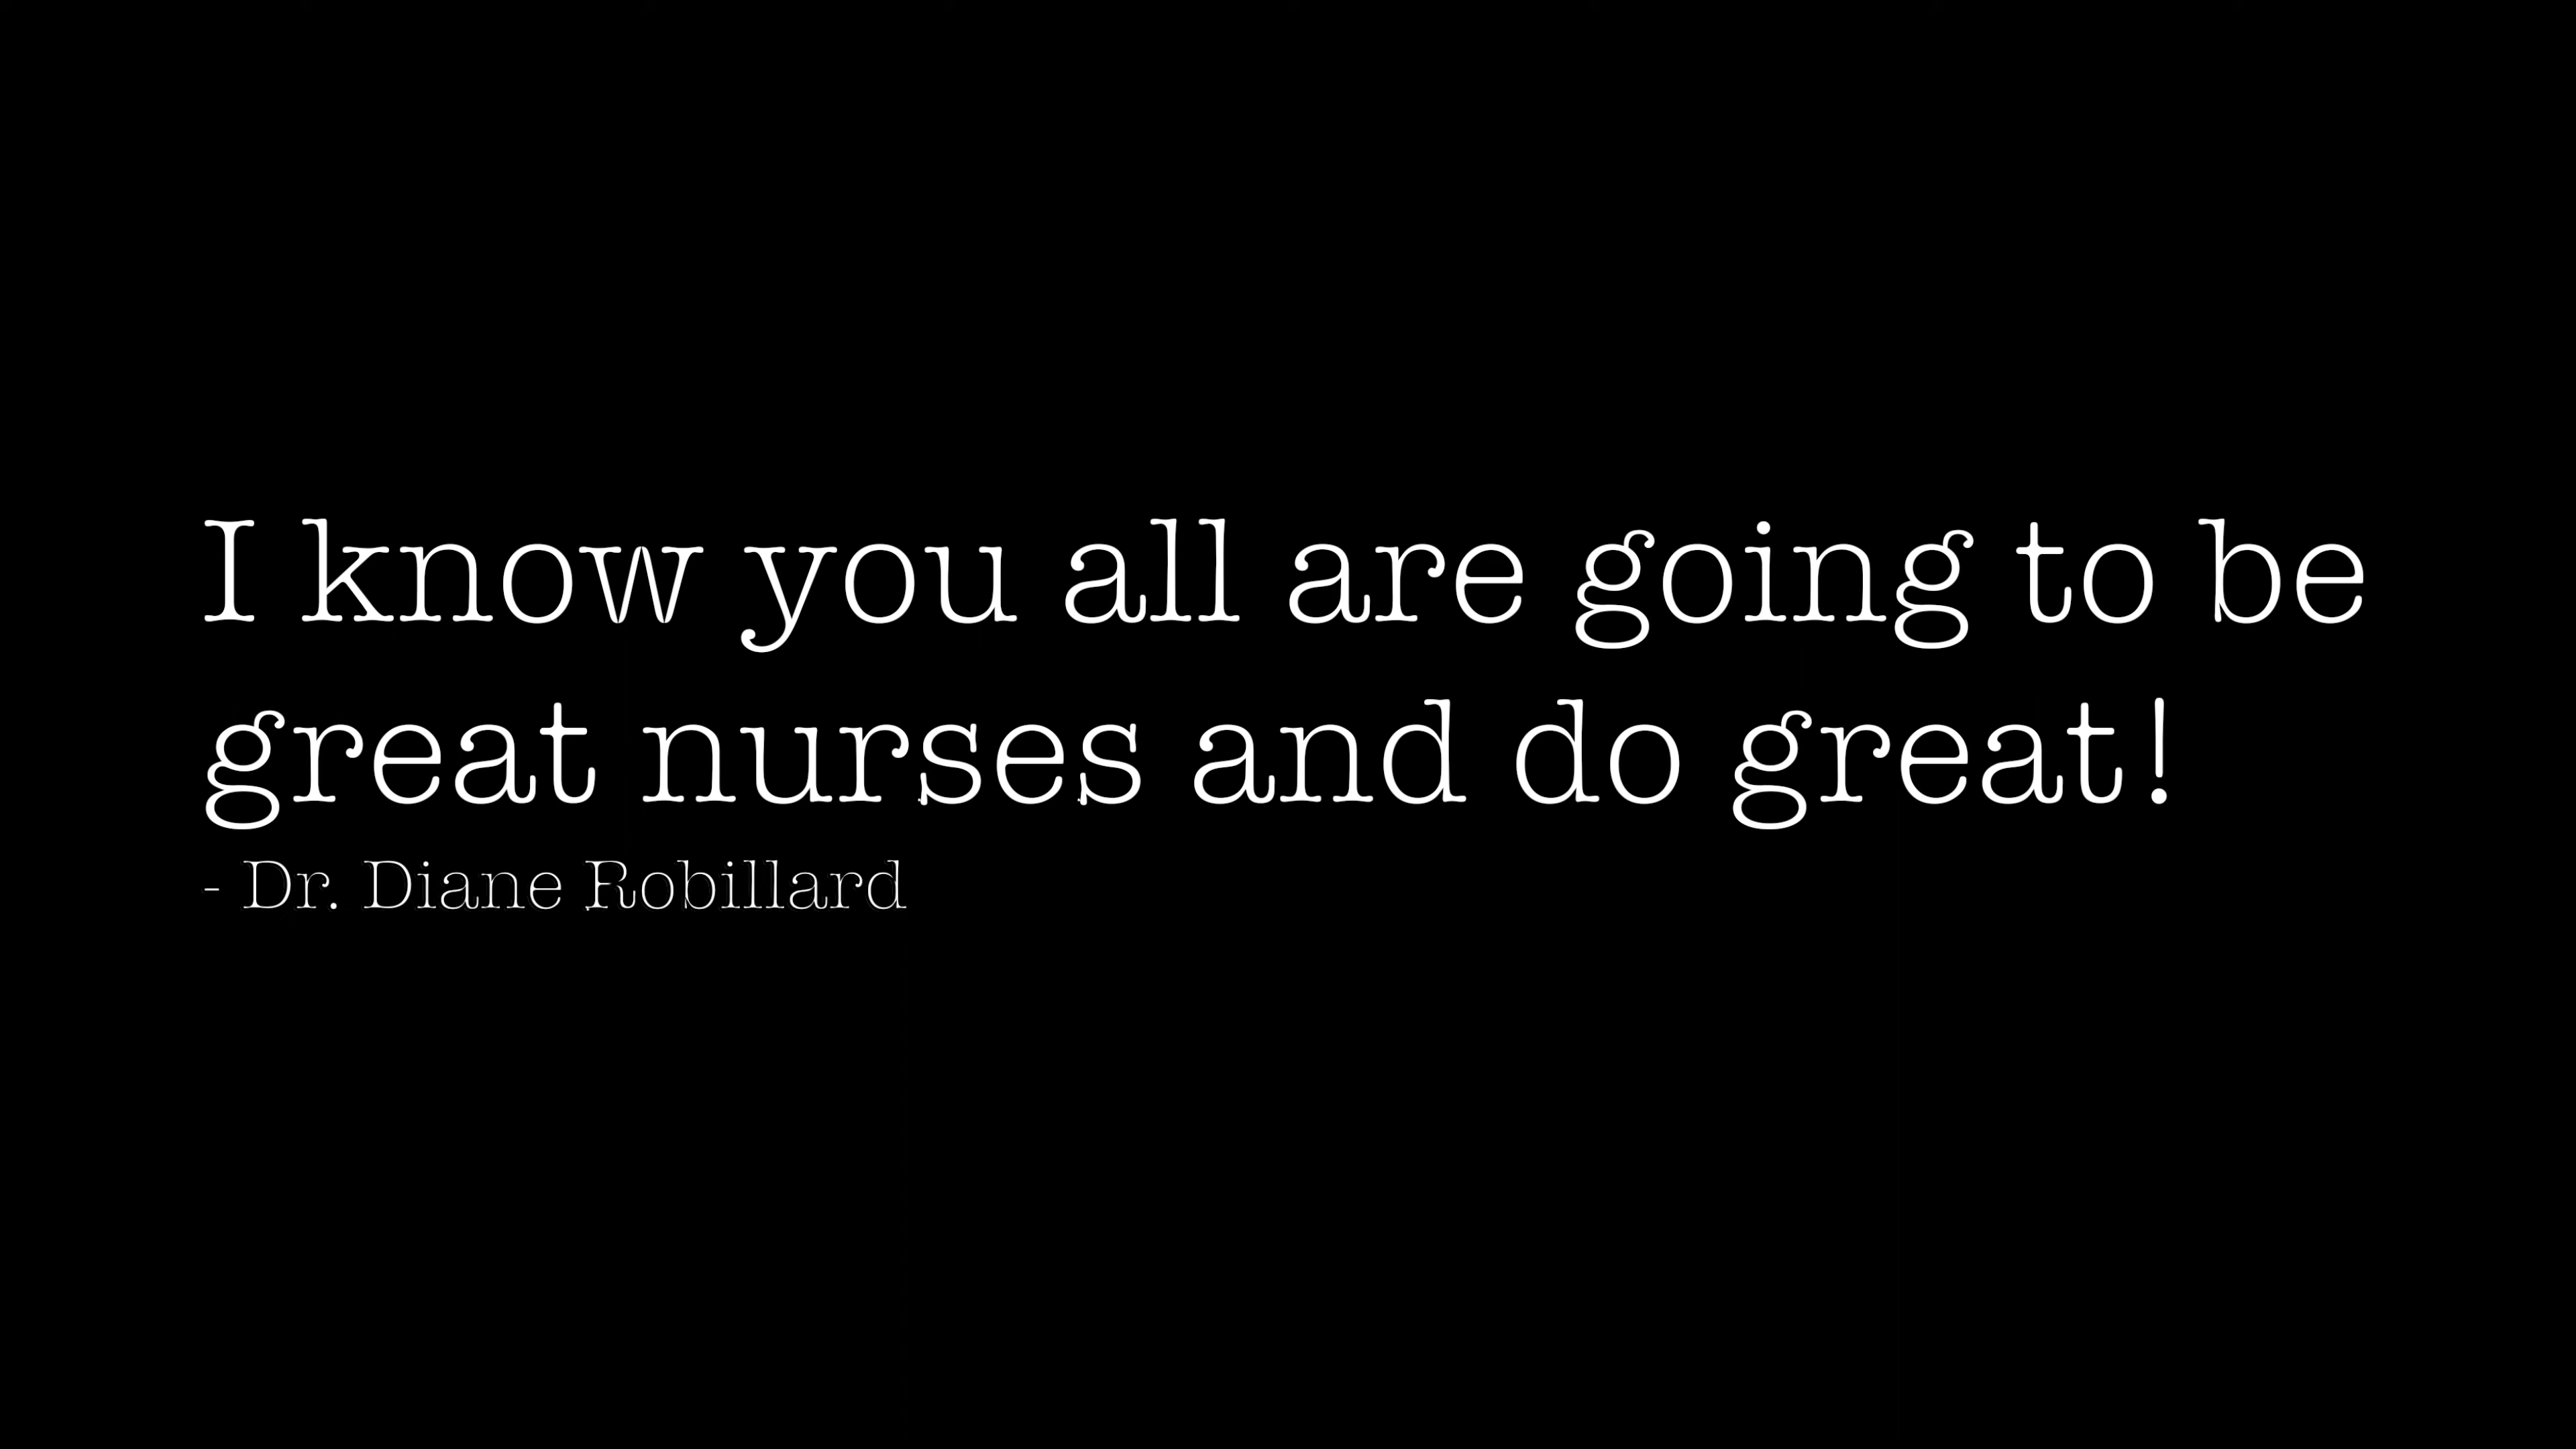 I know you all are going to be
great nurses and do great!
- Dr. Diane Robillard